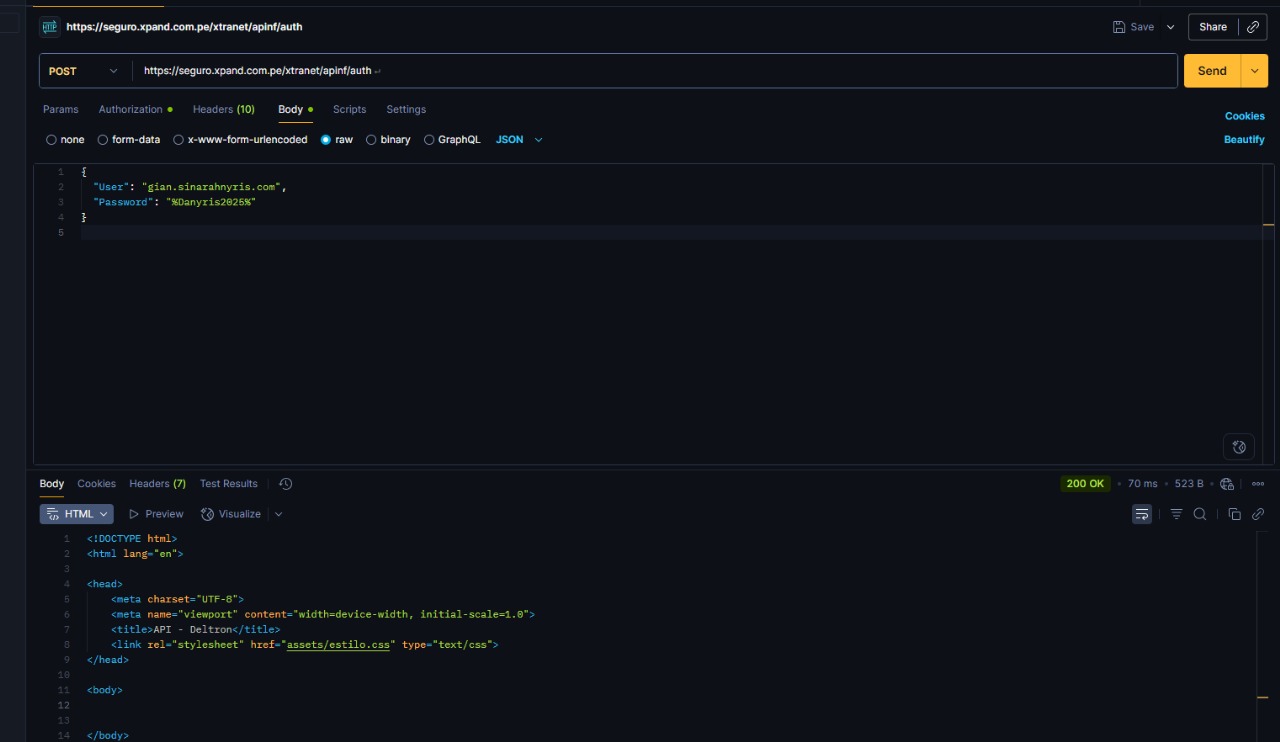 HTTP https://seguro.xpand.com.pe/xtranet/apinf/auth Save Share
POST https://seguro.xpand.com.pe/xtranet/apinf/auth Send
Params Authorization Headers (10) Body Scripts Settings Cookies
none form-data x-www-form-urlencoded raw binary GraphQL JSON Beautify
1 {
2 "User": "gian.sinarahnyris.com",
3 "Password": "%Danyris2025%"
4 }
5
Body Cookies Headers (7) Test Results 200 OK • 70 ms • 523 B
HTML Preview Visualize
1 <!DOCTYPE html>
2 <html lang="en">
3
4 <head>
5 <meta charset="UTF-8">
6 <meta name="viewport" content="width=device-width, initial-scale=1.0">
7 <title>API - Deltron</title>
8 <link rel="stylesheet" href="assets/estilo.css" type="text/css">
9 </head>
10
11 <body>
12
13
14 </body>